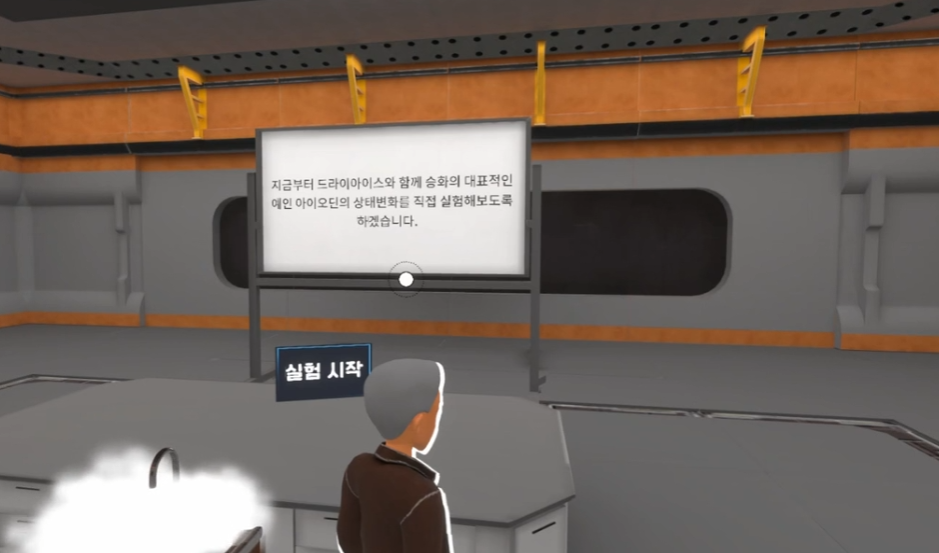 지금부터 드라이아이스와 함께 승화의 대표적인
예인 아이오딘의 상태변화를 직접 실험해보도록
하겠습니다.
실험 시작